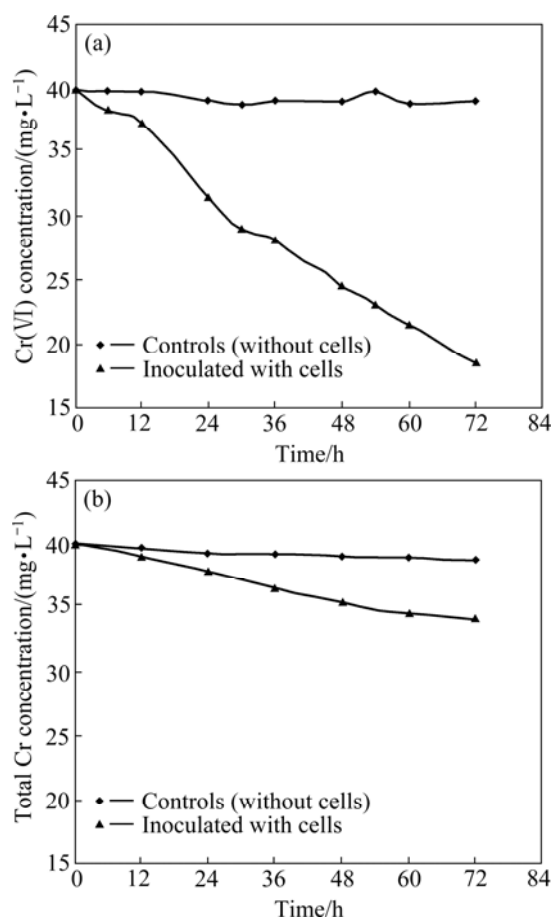 (a)
Cr(Ⅵ) concentration/(mg•L⁻¹)
45
40
35
30
25
20
15
Controls (without cells)
Inoculated with cells
0 12 24 36 48 60 72 84
Time/h
(b)
Total Cr concentration/(mg•L⁻¹)
45
40
35
30
25
20
15
Controls (without cells)
Inoculated with cells
0 12 24 36 48 60 72 84
Time/h